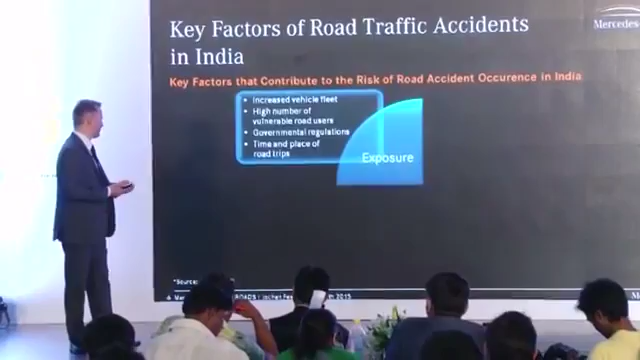 Key Factors of Road Traffic Accidents
in India
Mercedes-
Key Factors that Contribute to the Risk of Road Accident Occurence in India
• Increased vehicle fleet
• High number of
vulnerable road users
• Governmental regulations
• Time and place of
road trips
Exposure
*Source:
2015